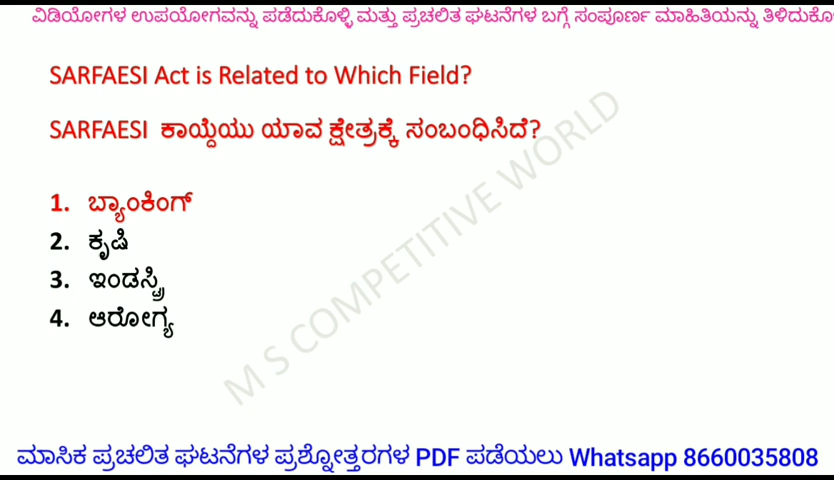 ವಿಡಿಯೋಗಳ ಉಪಯೋಗವನ್ನು ಪಡೆದುಕೊಳ್ಳಿ ಮತ್ತು ಪ್ರಚಲಿತ ಘಟನೆಗಳ ಬಗ್ಗೆ ಸಂಪೂರ್ಣ ಮಾಹಿತಿಯನ್ನು
SARFAESI Act is Related to Which Field?
SARFAESI ಕಾಯ್ದೆಯು ಯಾವ ಕ್ಷೇತ್ರಕ್ಕೆ ಸಂಬಂಧಿಸಿದೆ?
1. ಬ್ಯಾಂಕಿಂಗ್
2. ಕೃಷಿ
3. ಇಂಡಸ್ಟ್ರಿ
4. ಆರೋಗ್ಯ
M S COMPETITIVE WORLD
ಮಾಸಿಕ ಪ್ರಚಲಿತ ಘಟನೆಗಳ ಪ್ರಶ್ನೋತ್ತರಗಳ PDF ಪಡೆಯಲು Whatsapp 8660035808